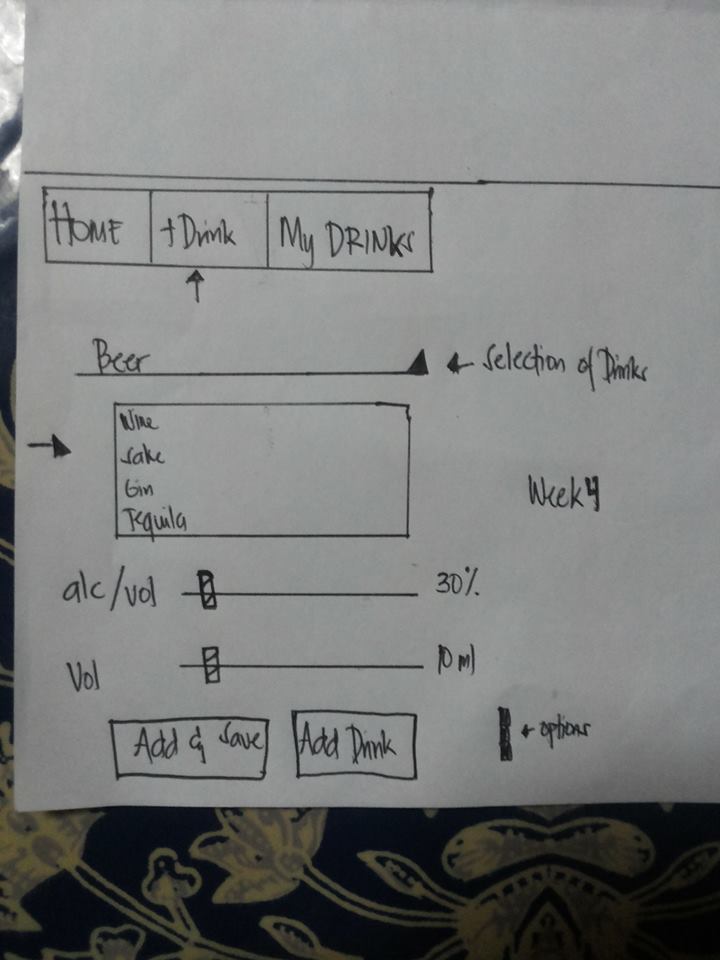 HOME +Drink My DRINKS
Beer ← Selection of Drinks
Wine
Sake
Gin
Tequila
Week 4
alc/vol 30%
Vol 10 ml
Add & Save Add Drink ← options